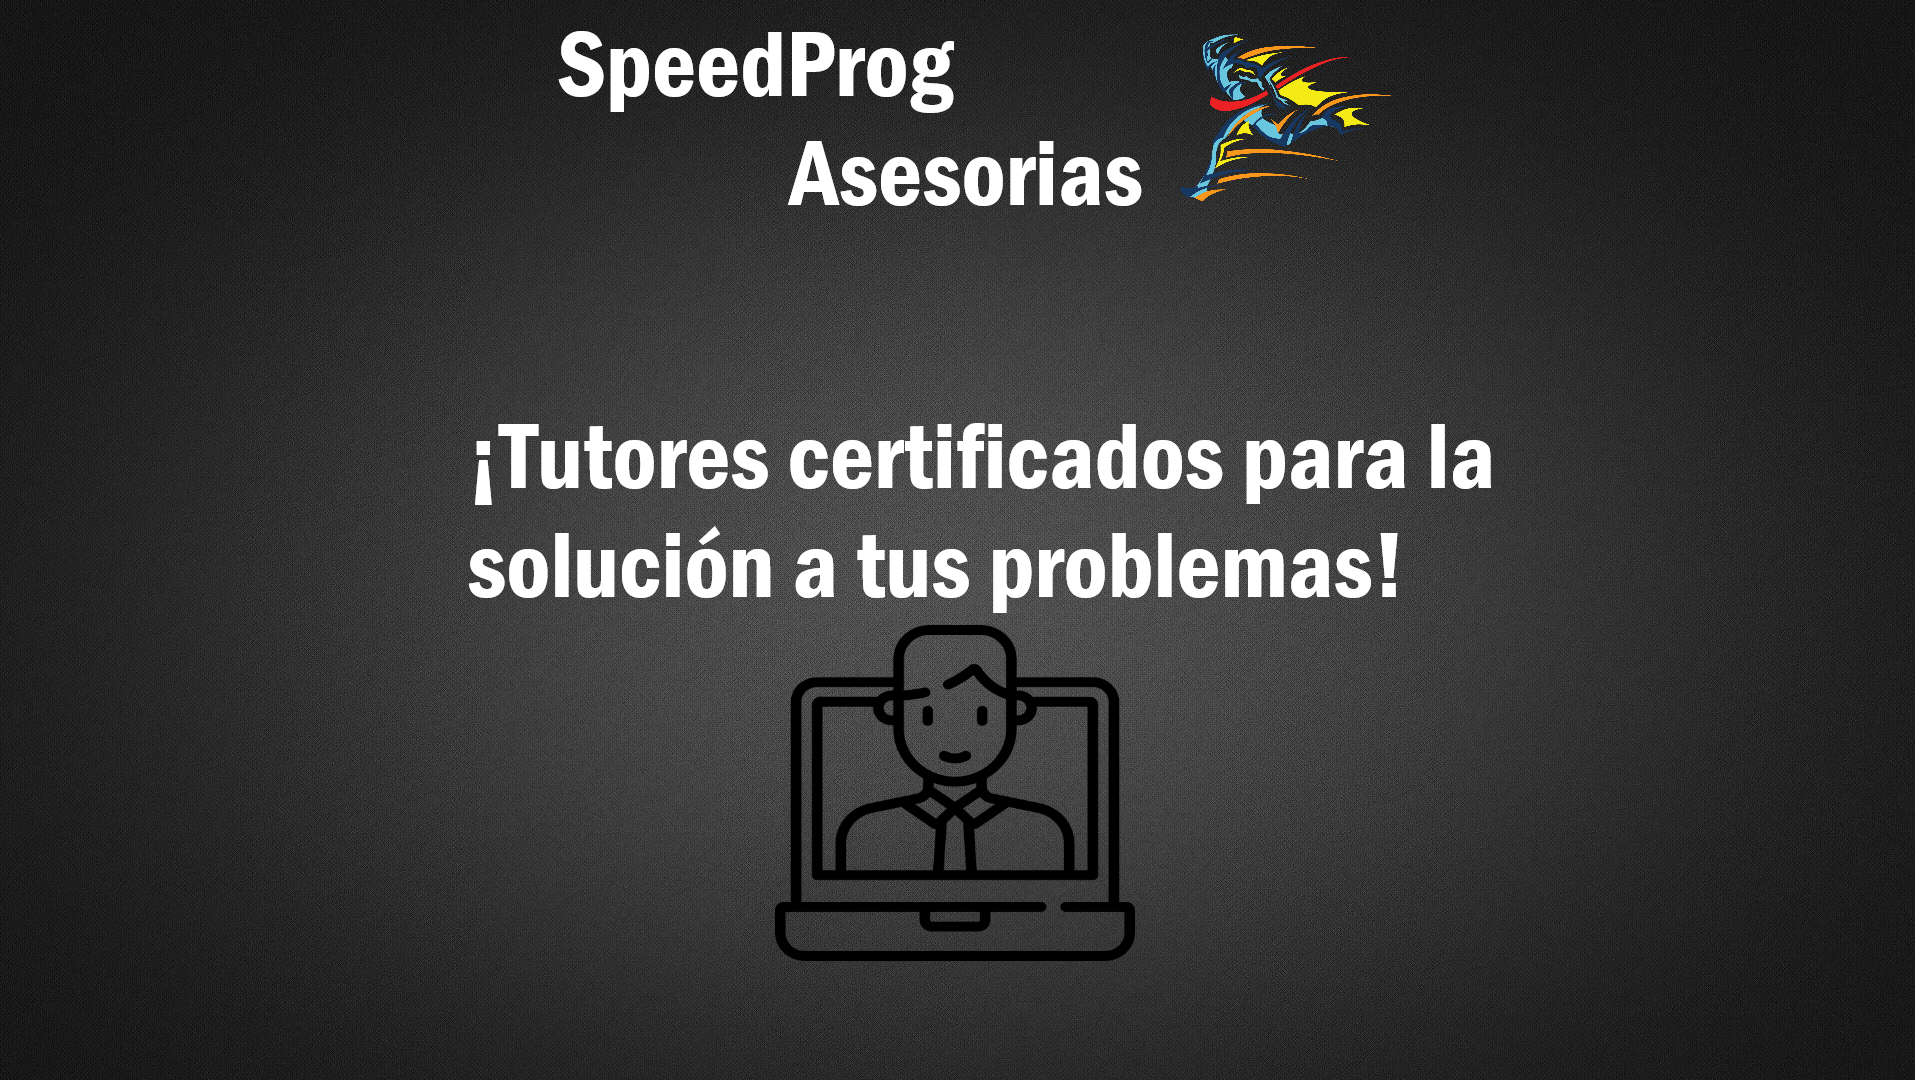 SpeedProg
Asesorias
¡Tutores certificados para la
solución a tus problemas!